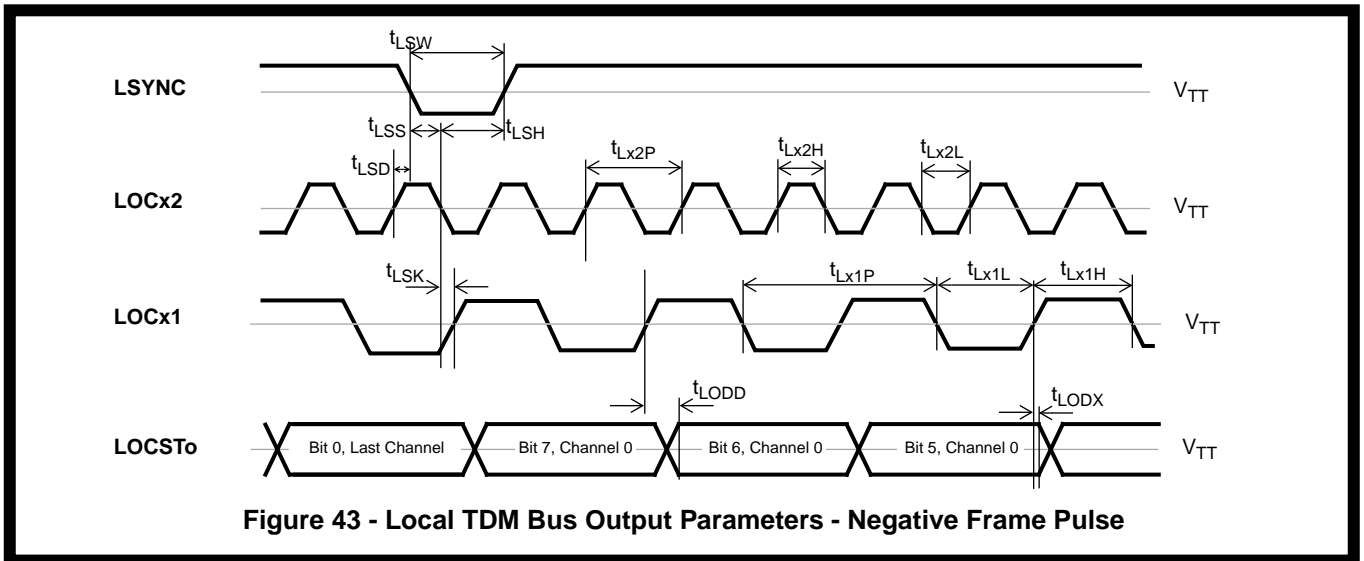 tLSW
LSYNC
VTT
tLSS
tLSH
tLSD
tLx2P
tLx2H
tLx2L
LOCx2
VTT
tLSK
tLx1P
tLx1L
tLx1H
LOCx1
VTT
tLODD
tLODX
LOCSTo
Bit 0, Last Channel
Bit 7, Channel 0
Bit 6, Channel 0
Bit 5, Channel 0
VTT
Figure 43 - Local TDM Bus Output Parameters - Negative Frame Pulse